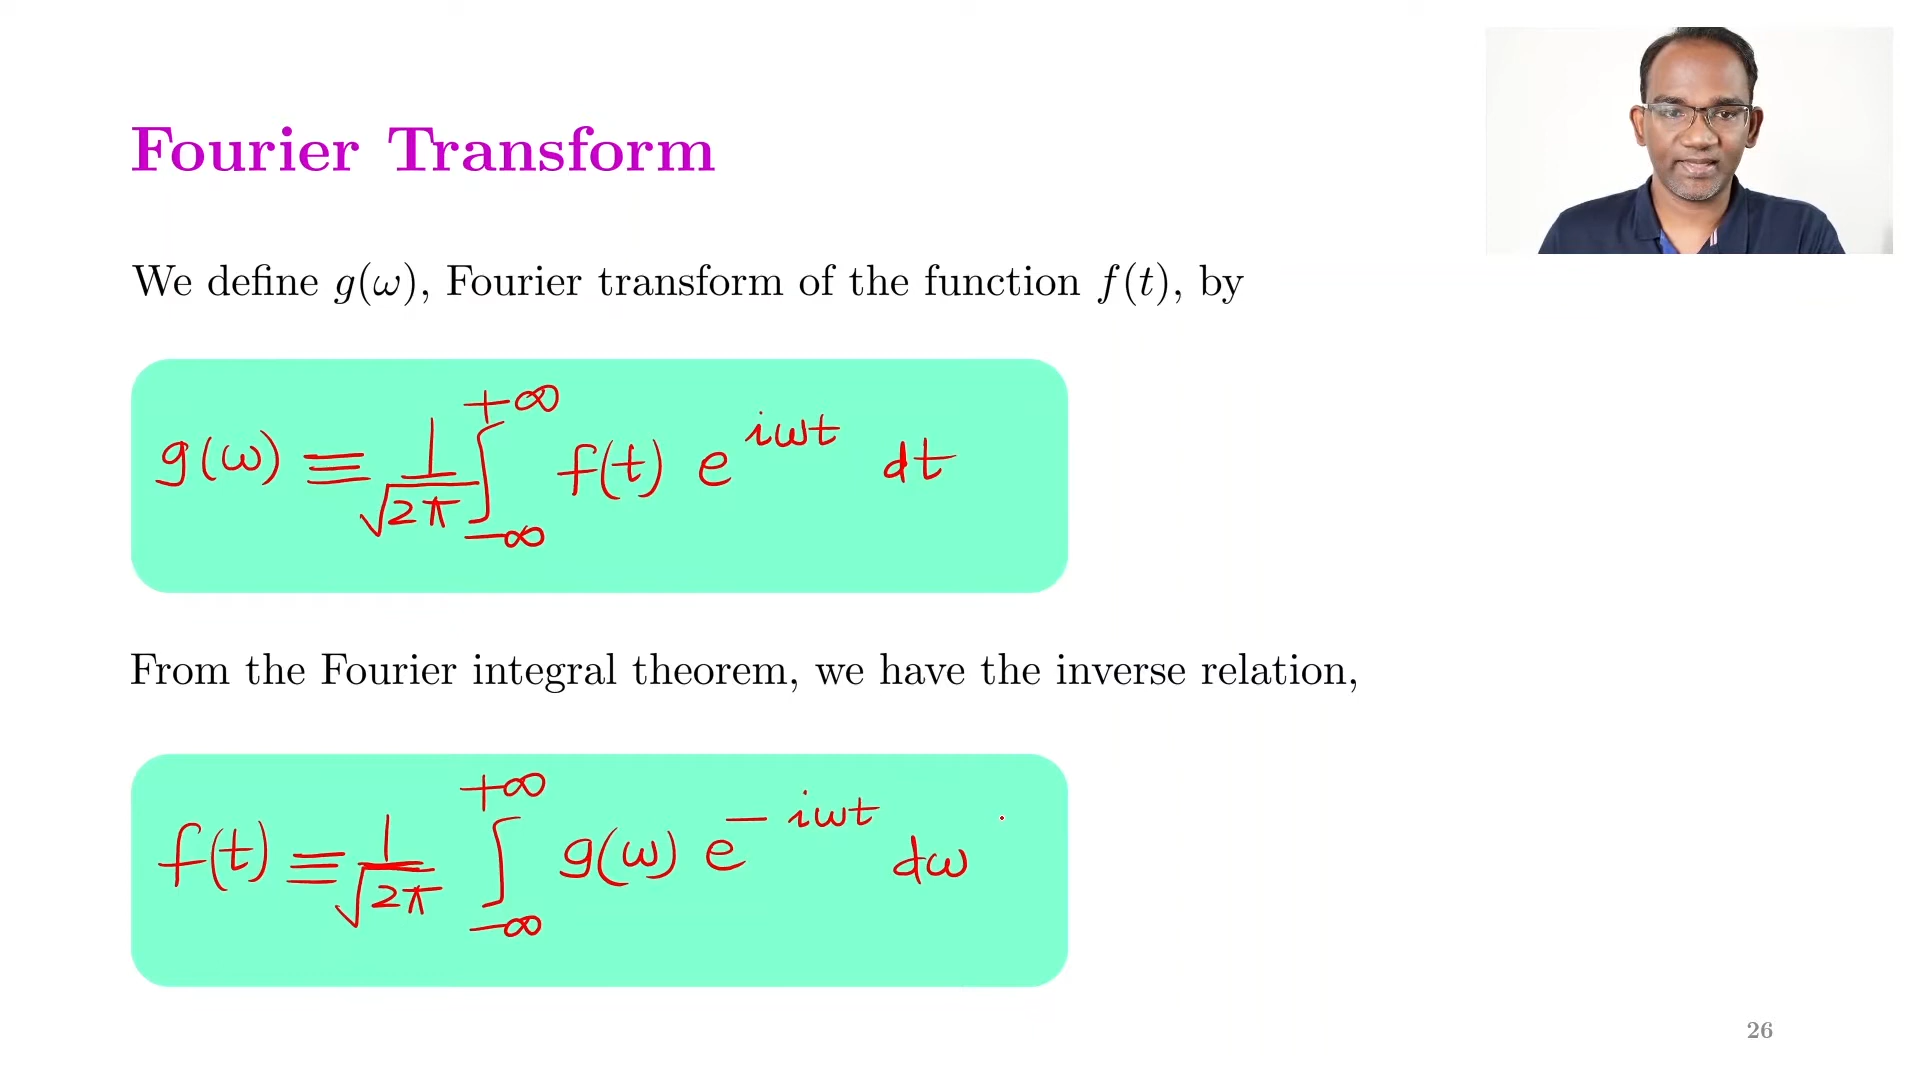 Fourier Transform
We define g(ω), Fourier transform of the function f(t), by
g(ω) ≡ 1/√2π ∫_{-∞}^{+∞} f(t) e^{iωt} dt
From the Fourier integral theorem, we have the inverse relation,
f(t) ≡ 1/√2π ∫_{-∞}^{+∞} g(ω) e^{-iωt} dω
26